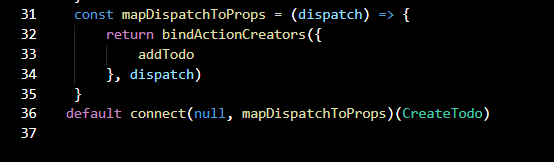 31 const mapDispatchToProps = (dispatch) => {
32 return bindActionCreators({
33 addTodo
34 }, dispatch)
35 }
36 default connect(null, mapDispatchToProps)(CreateTodo)
37